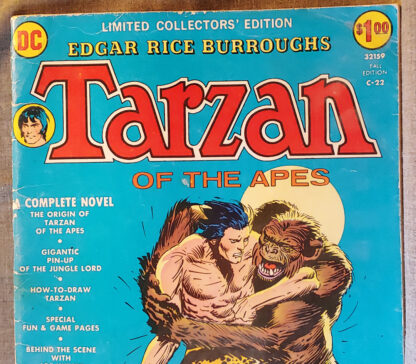 DC
LIMITED COLLECTORS' EDITION
$1.00
EDGAR RICE BURROUGHS
32159
FALL
EDITION
C-22
Tarzan
OF THE APES
A COMPLETE NOVEL
THE ORIGIN OF
TARZAN
OF THE APES
GIGANTIC
PIN-UP
OF THE JUNGLE LORD
HOW-TO-DRAW
TARZAN
SPECIAL
FUN & GAME PAGES
BEHIND THE SCENE
WITH